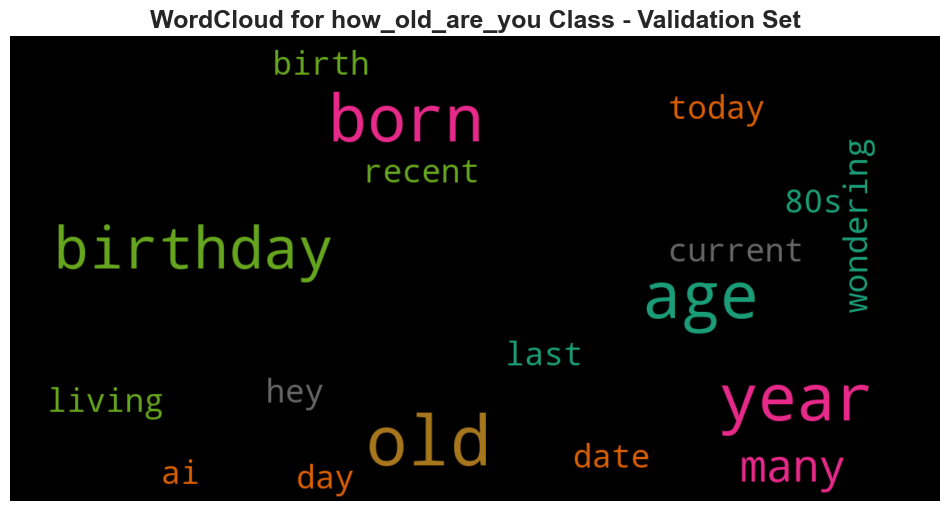 WordCloud for how_old_are_you Class - Validation Set
birth
born
today
recent
wondering
80s
birthday
current
age
last
living
hey
year
old
date
many
ai
day